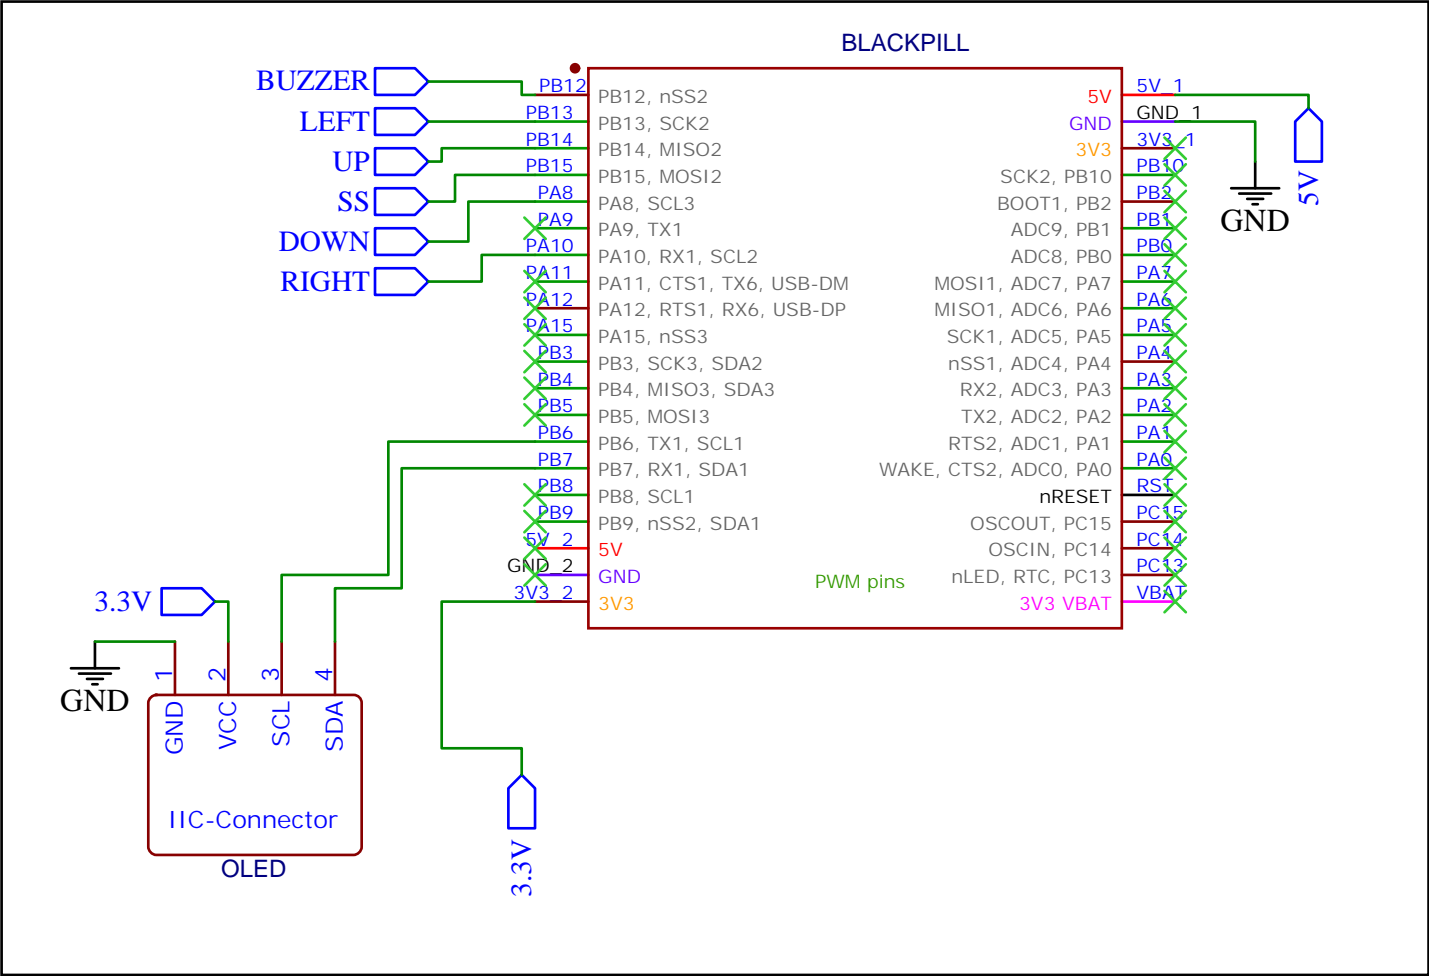 BLACKPILL
BUZZER
LEFT
UP
SS
DOWN
RIGHT
PB12
PB13
PB14
PB15
PA8
PA9
PA10
PA11
PA12
PA15
PB3
PB4
PB5
PB6
PB7
PB8
PB9
5V_2
GND_2
3V3_2
PB12, nSS2
PB13, SCK2
PB14, MISO2
PB15, MOSI2
PA8, SCL3
PA9, TX1
PA10, RX1, SCL2
PA11, CTS1, TX6, USB-DM
PA12, RTS1, RX6, USB-DP
PA15, nSS3
PB3, SCK3, SDA2
PB4, MISO3, SDA3
PB5, MOSI3
PB6, TX1, SCL1
PB7, RX1, SDA1
PB8, SCL1
PB9, nSS2, SDA1
5V
GND
3V3
PWM pins
5V
GND
3V3
SCK2, PB10
BOOT1, PB2
ADC9, PB1
ADC8, PB0
MOSI1, ADC7, PA7
MISO1, ADC6, PA6
SCK1, ADC5, PA5
nSS1, ADC4, PA4
RX2, ADC3, PA3
TX2, ADC2, PA2
RTS2, ADC1, PA1
WAKE, CTS2, ADC0, PA0
nRESET
OSCOUT, PC15
OSCIN, PC14
nLED, RTC, PC13
3V3 VBAT
5V_1
GND_1
3V3_1
PB10
PB2
PB1
PB0
PA7
PA6
PA5
PA4
PA3
PA2
PA1
PA0
RST
PC15
PC14
PC13
VBAT
5V
GND
3.3V
GND
1
2
3
4
GND
VCC
SCL
SDA
IIC-Connector
OLED
3.3V